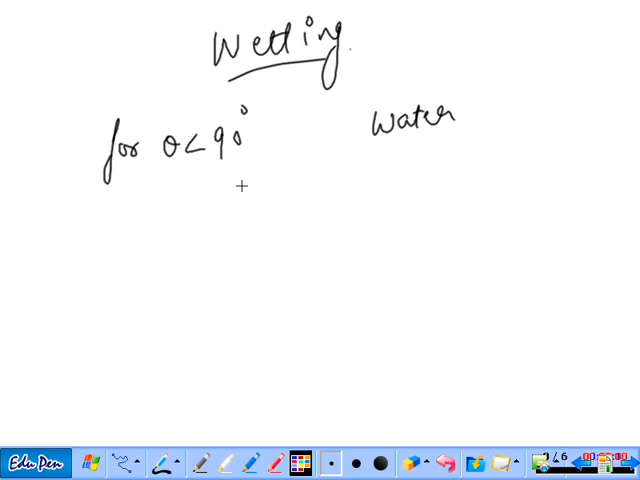 Wetting.
for θ < 90° Water
Edu Pen